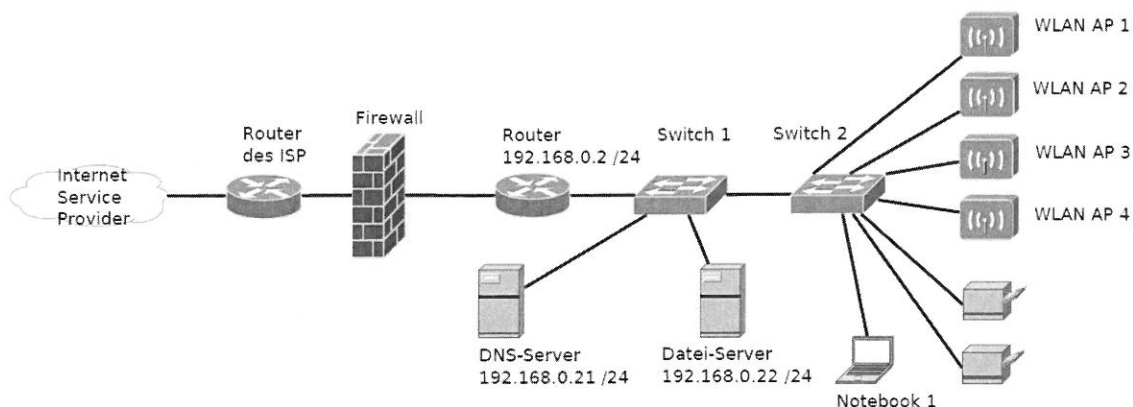 WLAN AP 1
WLAN AP 2
WLAN AP 3
WLAN AP 4
Firewall
Router
des ISP
Router
192.168.0.2 /24
Switch 1
Switch 2
Internet
Service
Provider
DNS-Server
192.168.0.21 /24
Datei-Server
192.168.0.22 /24
Notebook 1